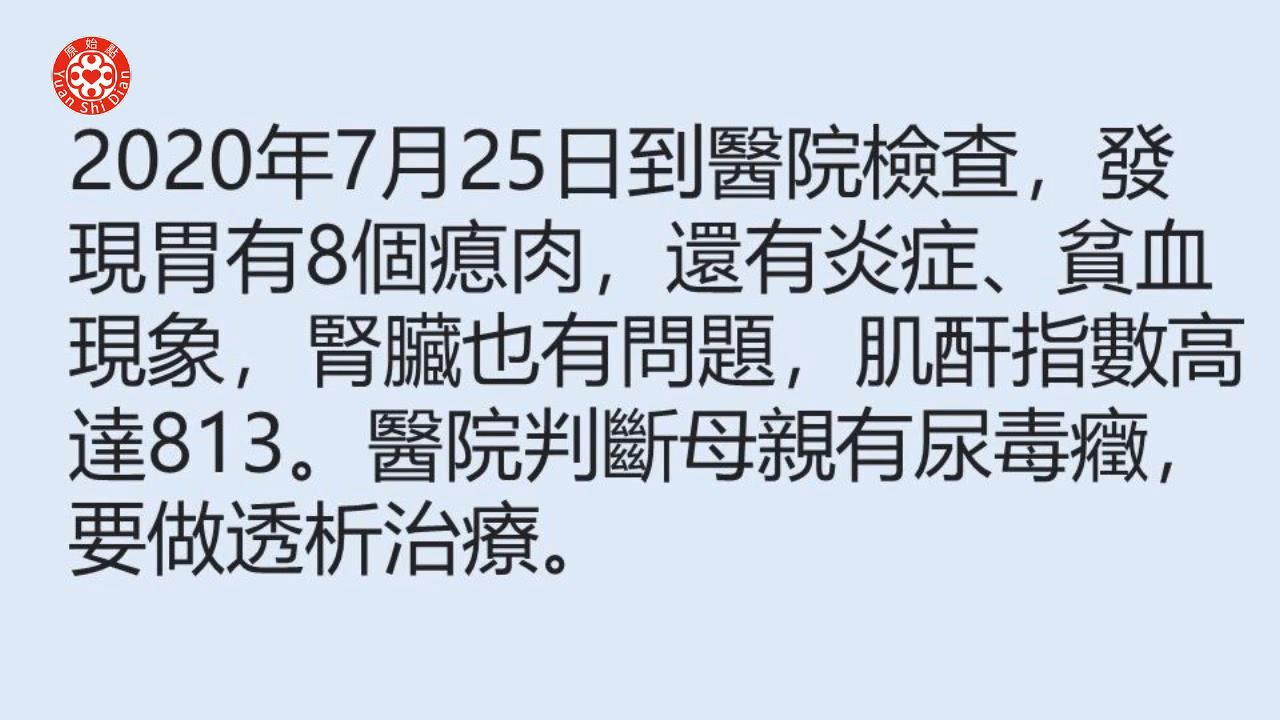 原始點
Yuan Shi Dian
2020年7月25日到醫院檢查，發
現胃有8個瘜肉，還有炎症、貧血
現象，腎臟也有問題，肌酐指數高
達813。醫院判斷母親有尿毒癥，
要做透析治療。